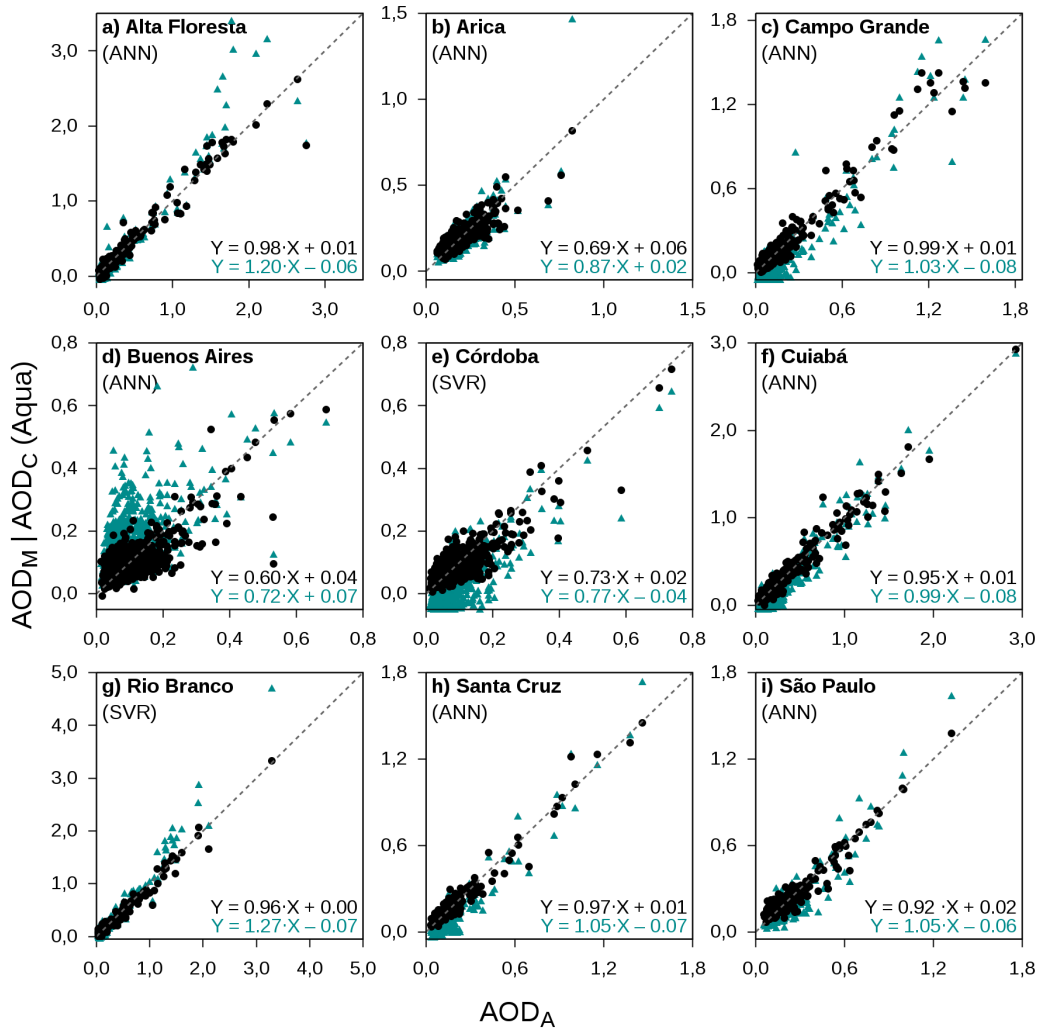 a) Alta Floresta
(ANN)
3,0
2,0
1,0
0,0
Y = 0.98·X + 0.01
Y = 1.20·X – 0.06
0,0 1,0 2,0 3,0
b) Arica
(ANN)
1,5
1,0
0,5
0,0
Y = 0.69·X + 0.06
Y = 0.87·X + 0.02
0,0 0,5 1,0 1,5
c) Campo Grande
(ANN)
1,8
1,2
0,6
0,0
Y = 0.99·X + 0.01
Y = 1.03·X – 0.08
0,0 0,6 1,2 1,8
AOD_M | AOD_C (Aqua)
d) Buenos Aires
(ANN)
0,8
0,6
0,4
0,2
0,0
Y = 0.60·X + 0.04
Y = 0.72·X + 0.07
0,0 0,2 0,4 0,6 0,8
e) Córdoba
(SVR)
0,8
0,6
0,4
0,2
0,0
Y = 0.73·X + 0.02
Y = 0.77·X – 0.04
0,0 0,2 0,4 0,6 0,8
f) Cuiabá
(ANN)
3,0
2,0
1,0
0,0
Y = 0.95·X + 0.01
Y = 0.99·X – 0.08
0,0 1,0 2,0 3,0
g) Rio Branco
(SVR)
5,0
4,0
3,0
2,0
1,0
0,0
Y = 0.96·X + 0.00
Y = 1.27·X – 0.07
0,0 1,0 2,0 3,0 4,0 5,0
h) Santa Cruz
(ANN)
1,8
1,2
0,6
0,0
Y = 0.97·X + 0.01
Y = 1.05·X – 0.07
0,0 0,6 1,2 1,8
i) São Paulo
(ANN)
1,8
1,2
0,6
0,0
Y = 0.92 ·X + 0.02
Y = 1.05·X – 0.06
0,0 0,6 1,2 1,8
AOD_A